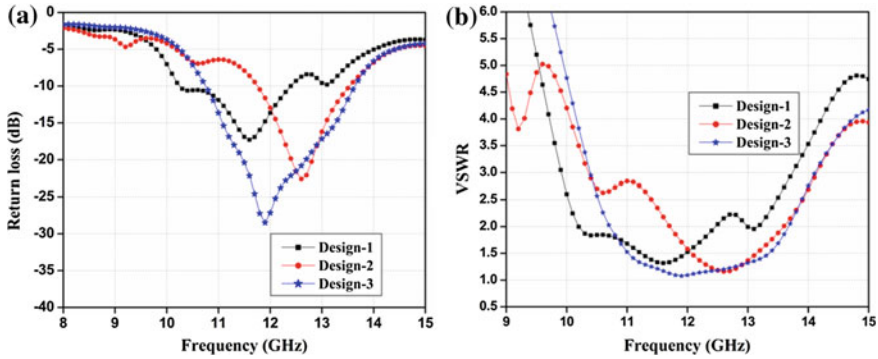 (a)
0
-5
-10
-15
-20
-25
-30
-35
-40
Return loss (dB)
Design-1
Design-2
Design-3
8 9 10 11 12 13 14 15
Frequency (GHz)
(b)
6.0
5.5
5.0
4.5
4.0
3.5
3.0
2.5
2.0
1.5
1.0
0.5
VSWR
Design-1
Design-2
Design-3
9 10 11 12 13 14 15
Frequency (GHz)